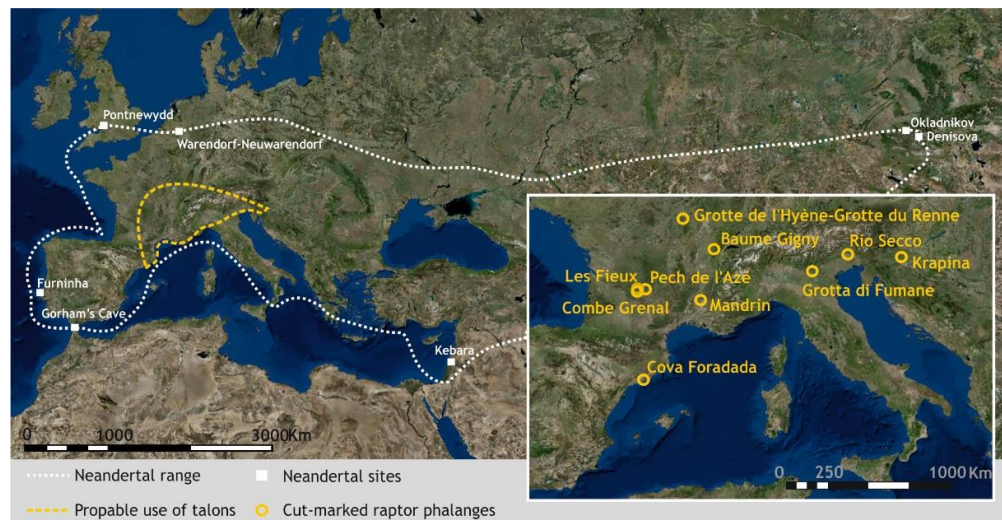 Pontnewydd
Warendorf-Neuwarendorf
Okladnikov
Denisova
Furninha
Gorham's Cave
Kebara
0 1000 3000Km
Grotte de l'Hyène-Grotte du Renne
Baume Gigny
Rio Secco
Krapina
Les Fieux
Pech de l'Azé
Combe Grenal
Mandrin
Grotta di Fumane
Cova Foradada
0 250 1000 Km
Neandertal range
Neandertal sites
Propable use of talons
Cut-marked raptor phalanges